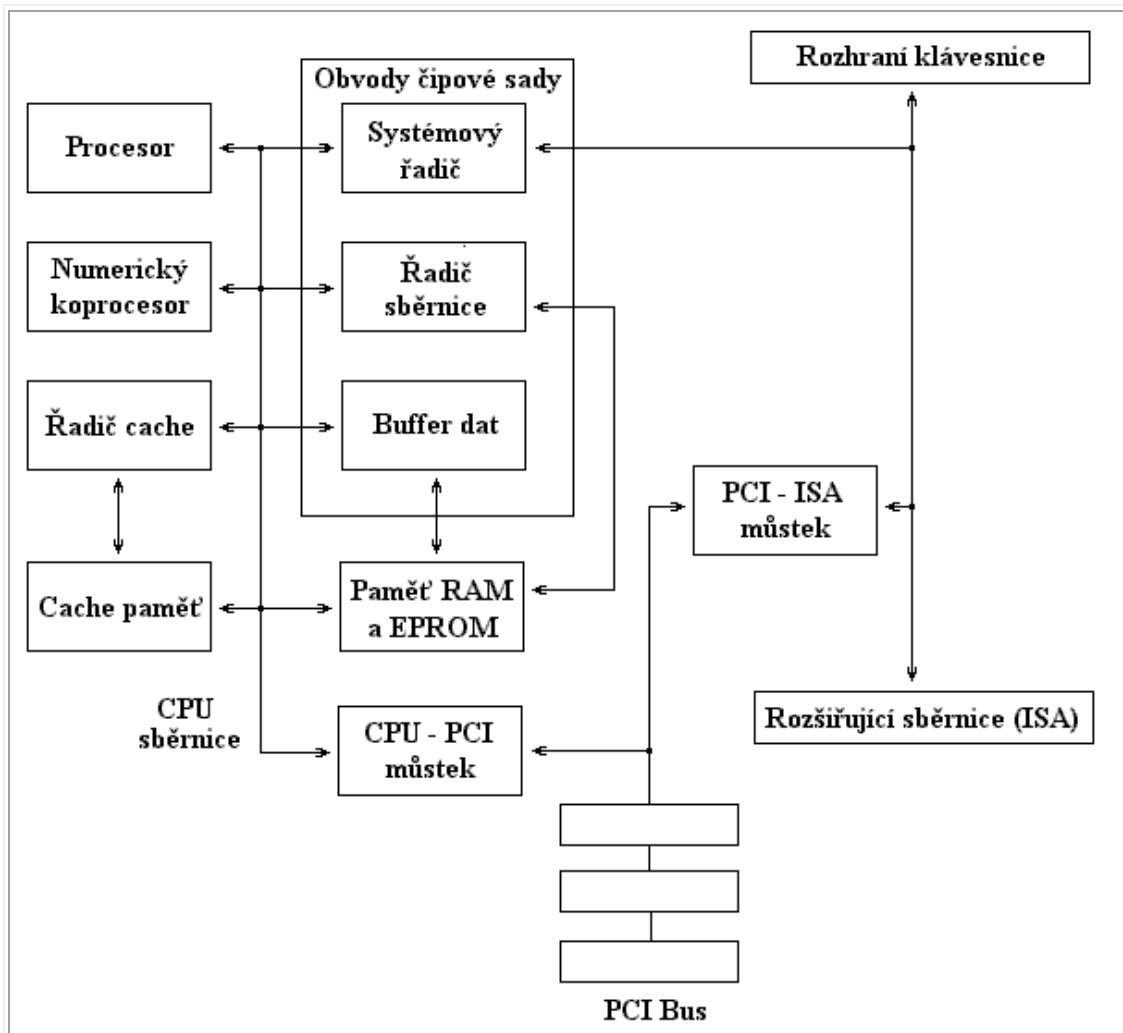 Rozhraní klávesnice
Obvody čipové sady
Procesor
Systémový
řadič
Numerický
koprocesor
Řadič
sběrnice
Řadič cache
Buffer dat
PCI - ISA
můstek
Cache paměť
Paměť RAM
a EPROM
CPU
sběrnice
CPU - PCI
můstek
Rozšiřující sběrnice (ISA)
PCI Bus